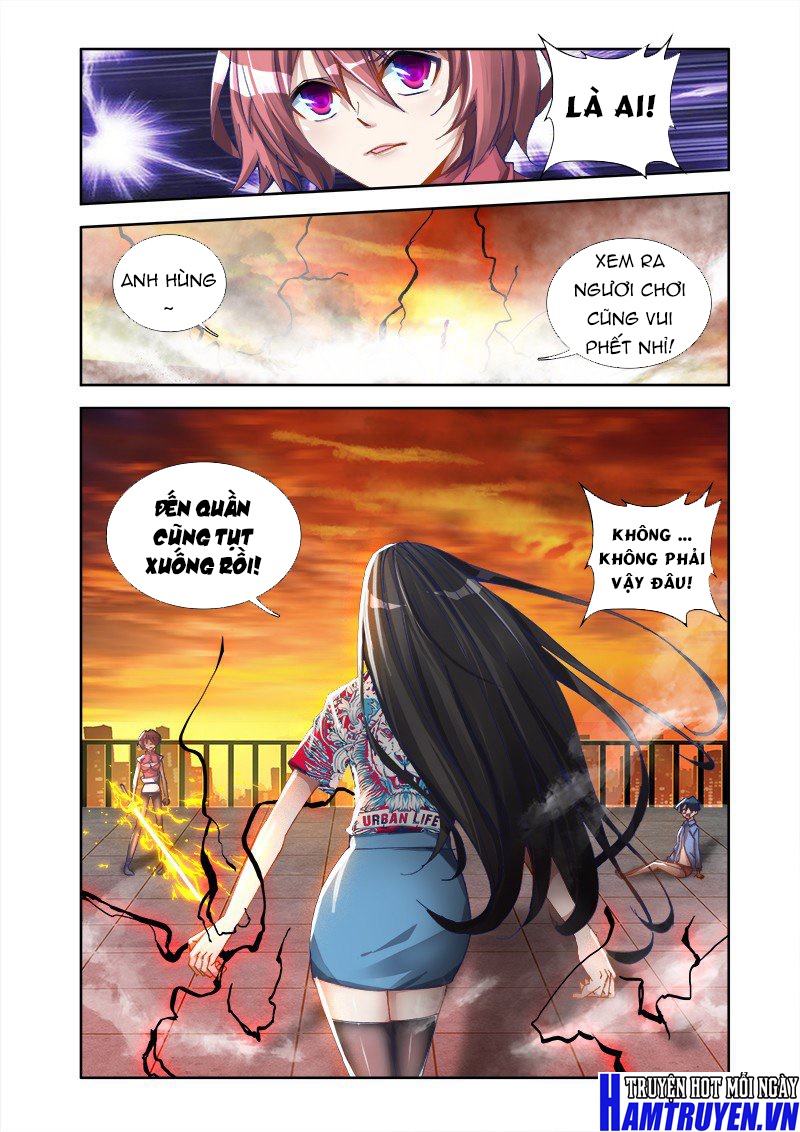 LÀ AI!
ANH HÙNG
~
XEM RA
NGƯƠI CHƠI
CŨNG VUI
PHẾT NHỈ!
ĐẾN QUẦN
CŨNG TỤT
XUỐNG RỒI!
KHÔNG ...
KHÔNG PHẢI
VẬY ĐÂU!
URBAN LIFE
TRUYỆN HOT MỖI NGÀY
HAMTRUYEN.VN